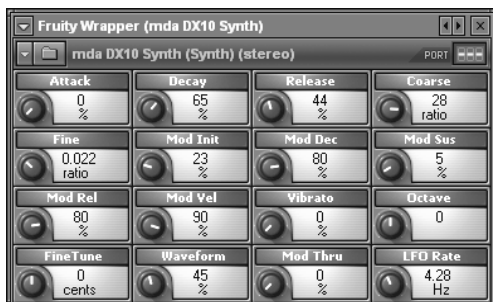 Fruity Wrapper (mda DX10 Synth)
mda DX10 Synth (Synth) (stereo) PORT
Attack Decay Release Coarse
0 65 44 28
% % % ratio
Fine Mod Init Mod Dec Mod Sus
0.022 23 80 5
ratio % % %
Mod Rel Mod Vel Vibrato Octave
80 90 0 0
% % %
FineTune Waveform Mod Thru LFO Rate
0 45 0 4.28
cents % % Hz